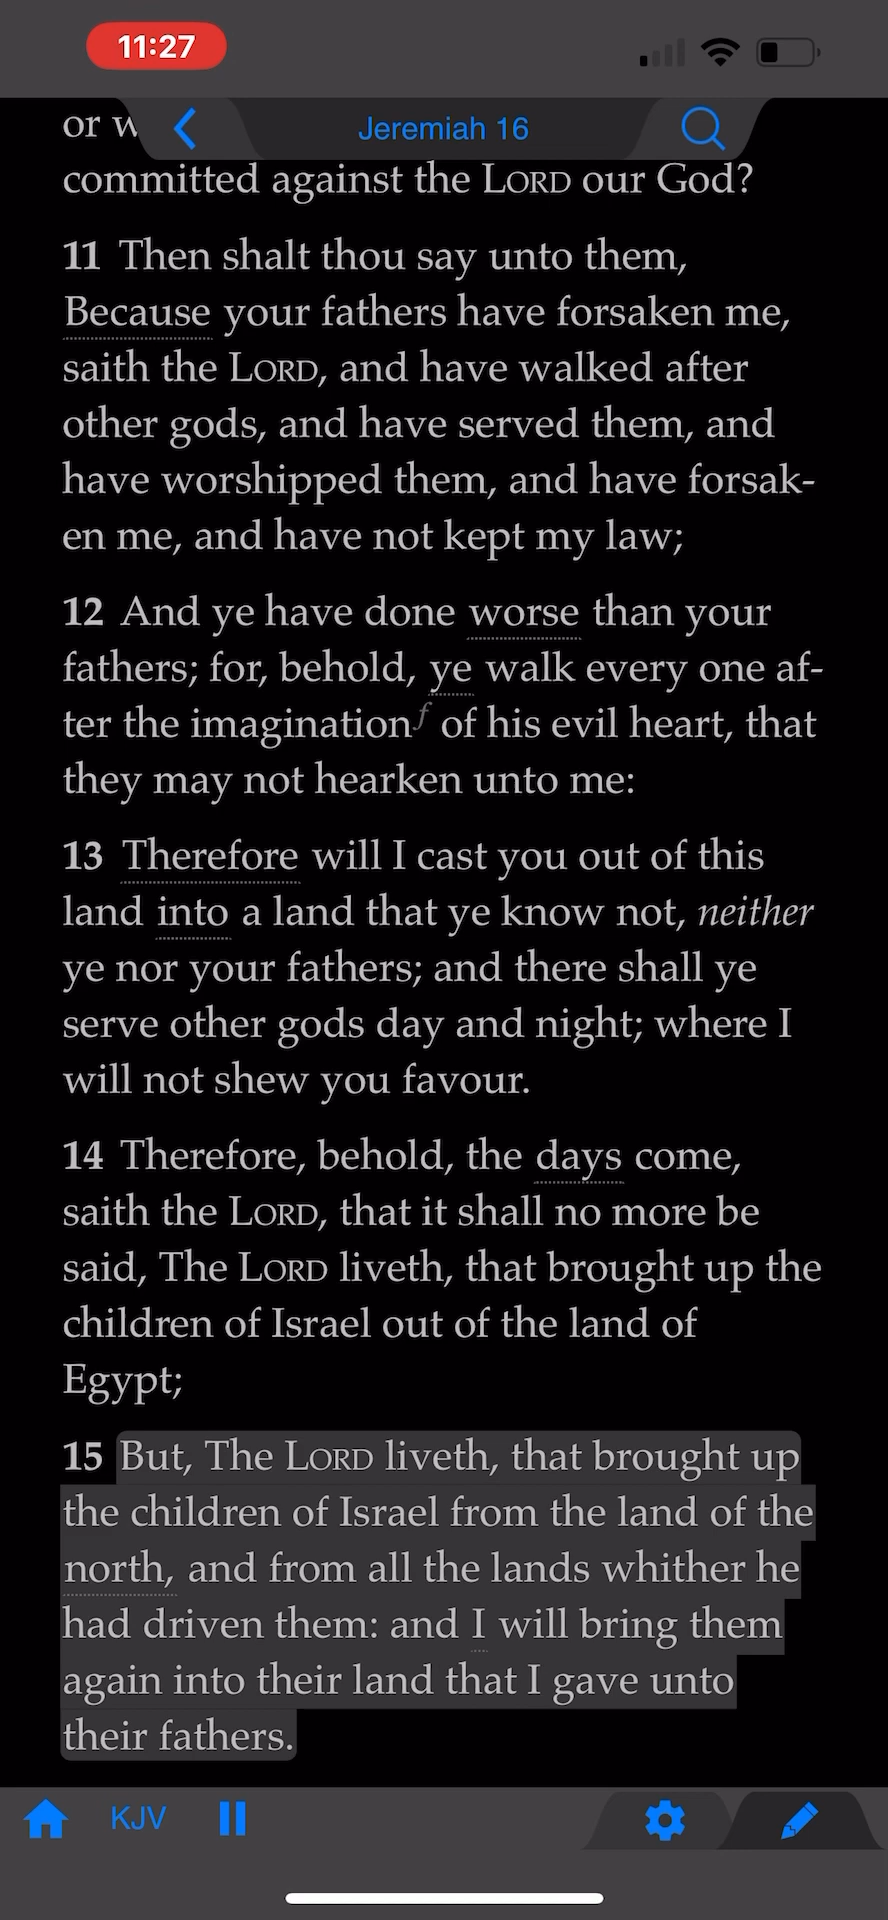 11:27
Jeremiah 16
or w
committed against the LORD our God?
11 Then shalt thou say unto them,
Because your fathers have forsaken me,
saith the LORD, and have walked after
other gods, and have served them, and
have worshipped them, and have forsak-
en me, and have not kept my law;
12 And ye have done worse than your
fathers; for, behold, ye walk every one af-
ter the imagination f of his evil heart, that
they may not hearken unto me:
13 Therefore will I cast you out of this
land into a land that ye know not, neither
ye nor your fathers; and there shall ye
serve other gods day and night; where I
will not shew you favour.
14 Therefore, behold, the days come,
saith the LORD, that it shall no more be
said, The LORD liveth, that brought up the
children of Israel out of the land of
Egypt;
15 But, The LORD liveth, that brought up
the children of Israel from the land of the
north, and from all the lands whither he
had driven them: and I will bring them
again into their land that I gave unto
their fathers.
KJV